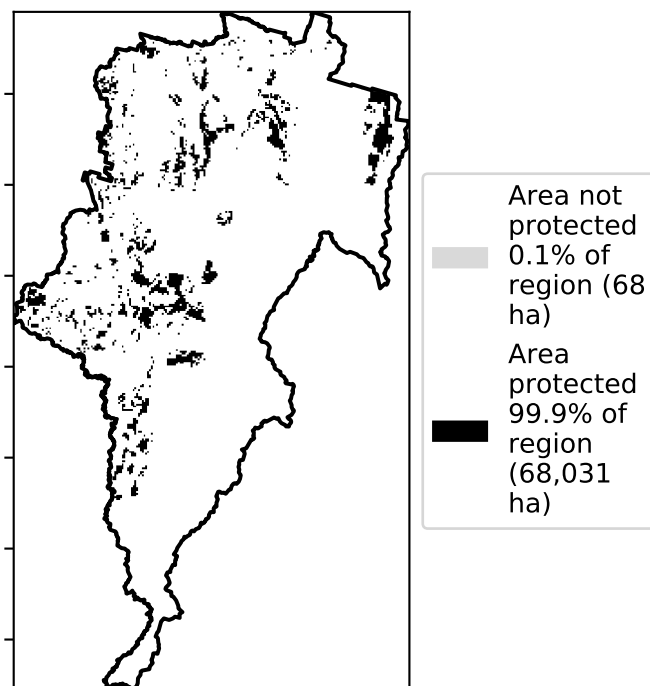 Area not
protected
0.1% of
region (68
ha)
Area
protected
99.9% of
region
(68,031
ha)